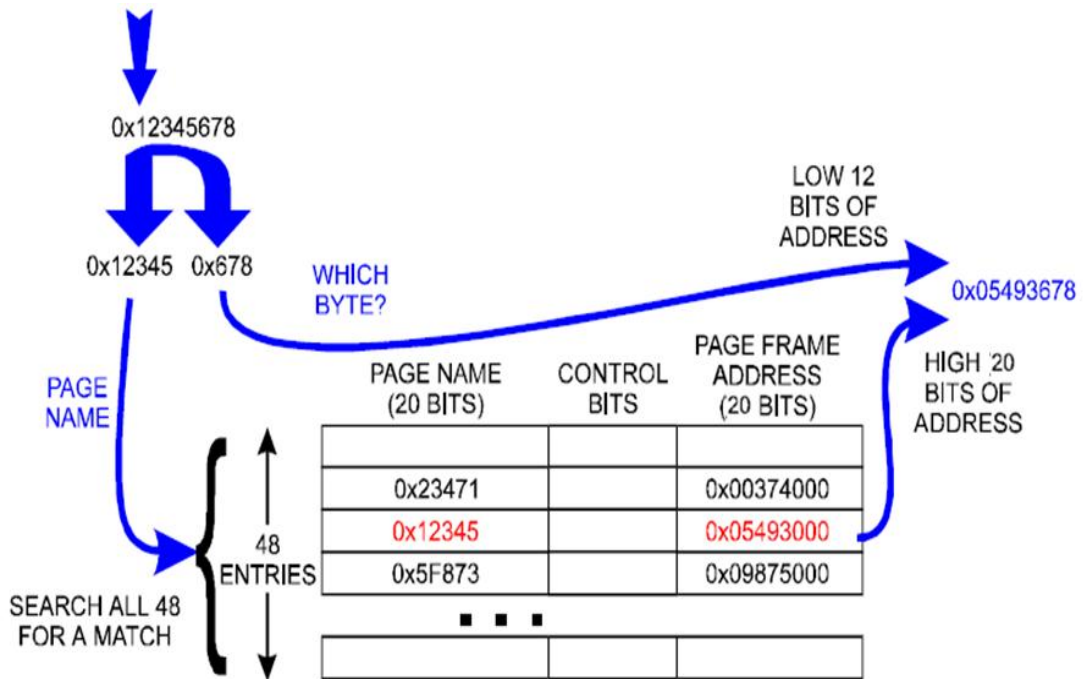 0x12345678
0x12345 0x678
WHICH
BYTE?
LOW 12
BITS OF
ADDRESS
0x05493678
HIGH 20
BITS OF
ADDRESS
PAGE
NAME
PAGE NAME
(20 BITS)
CONTROL
BITS
PAGE FRAME
ADDRESS
(20 BITS)
0x23471 0x00374000
0x12345 0x05493000
0x5F873 0x09875000
. . .
48
ENTRIES
SEARCH ALL 48
FOR A MATCH